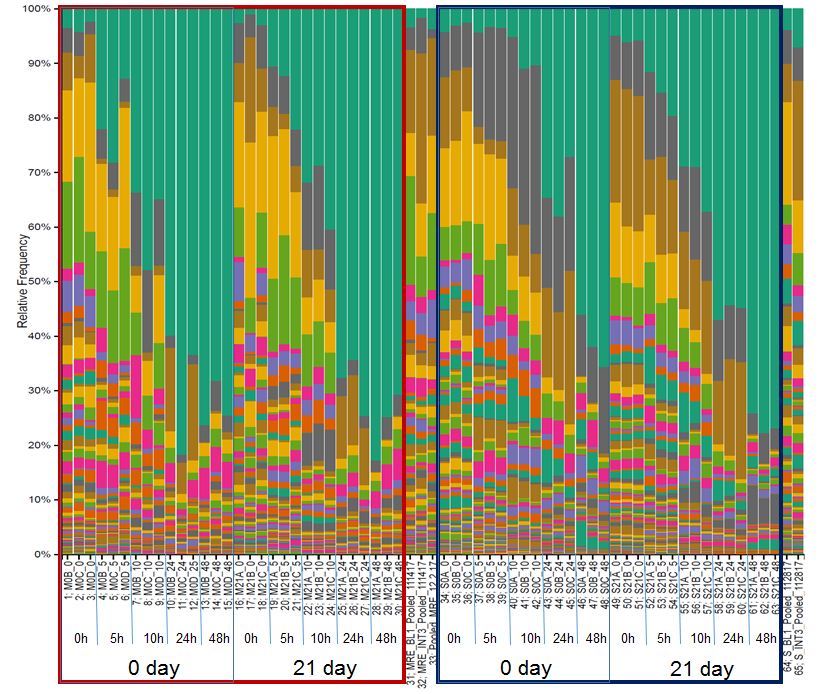 100%
90%
80%
70%
60%
50%
40%
30%
20%
10%
0%
Relative Frequency
1: M0B_0
2: M0C_0
3: M0D_0
4: M0B_5
5: M0C_5
6: M0D_5
7: M0B_10
8: M0C_10
9: M0D_10
10: M0B_24
11: M0C_24
12: M0D_24
13: M0B_48
14: M0C_48
15: M0D_48
16: M21A_0
17: M21B_0
18: M21C_0
19: M21A_5
20: M21B_5
21: M21C_5
22: M21A_10
23: M21B_10
24: M21C_10
25: M21A_24
26: M21B_24
27: M21C_24
28: M21A_48
29: M21B_48
30: M21C_48
31: MRE_BL1_Pooled_111417
32: MRE_INT3_Pooled_111417
33: Pooled_MRE
34: S0A_0
35: S0B_0
36: S0C_0
37: S0A_5
38: S0B_5
39: S0C_5
40: S0A_10
41: S0B_10
42: S0C_10
43: S0A_24
44: S0B_24
45: S0C_24
46: S0A_48
47: S0B_48
48: S0C_48
49: S21A_0
50: S21B_0
51: S21C_0
52: S21A_5
53: S21B_5
54: S21C_5
55: S21A_10
56: S21B_10
57: S21C_10
58: S21A_24
59: S21B_24
60: S21C_24
61: S21A_48
62: S21B_48
63: S21C_48
64: S_BL1_Pooled_112817
65: S_INT3_Pooled_112817
0h 5h 10h 24h 48h 0h 5h 10h 24h 48h 0h 5h 10h 24h 48h 0h 5h 10h 24h 48h
0 day 21 day 0 day 21 day